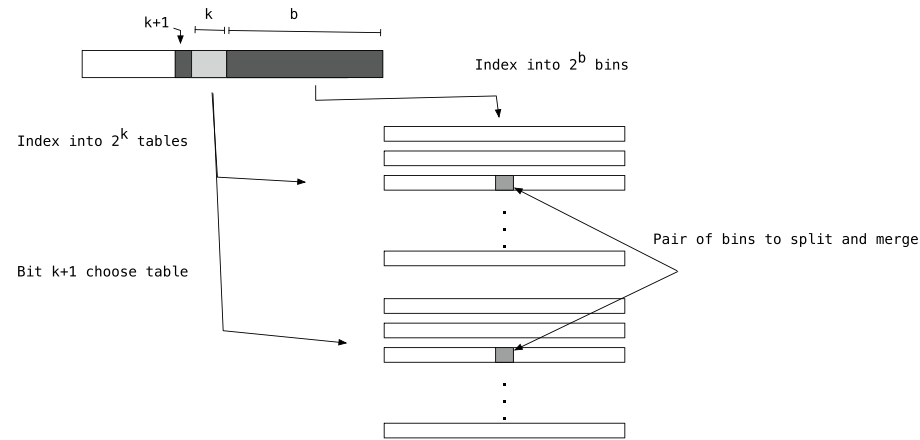 k+1
k
b
Index into 2^b bins
Index into 2^k tables
Pair of bins to split and merge
Bit k+1 choose table